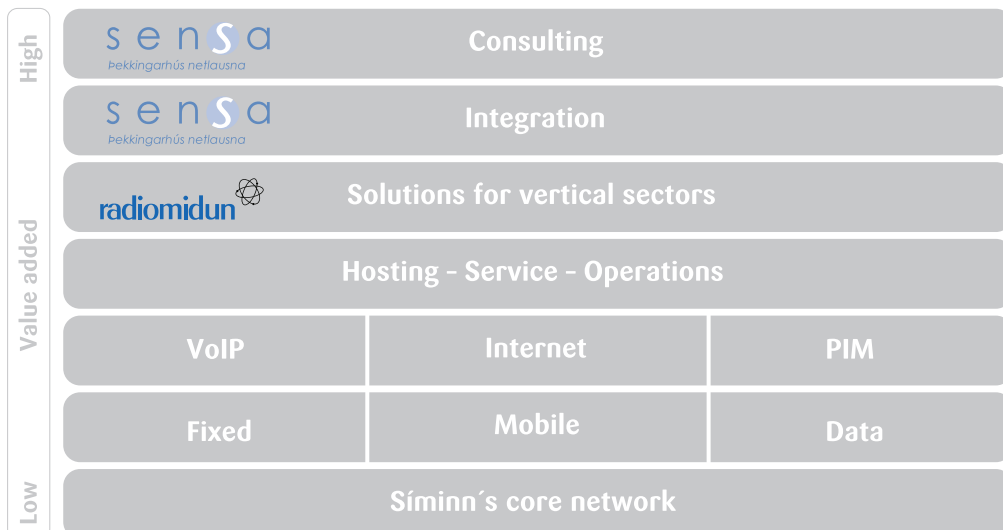 High
Value added
Low
sensa
Þekkingarhús netlausna
Consulting
sensa
Þekkingarhús netlausna
Integration
radiomidun
Solutions for vertical sectors
Hosting - Service - Operations
VoIP
Internet
PIM
Fixed
Mobile
Data
Síminn´s core network